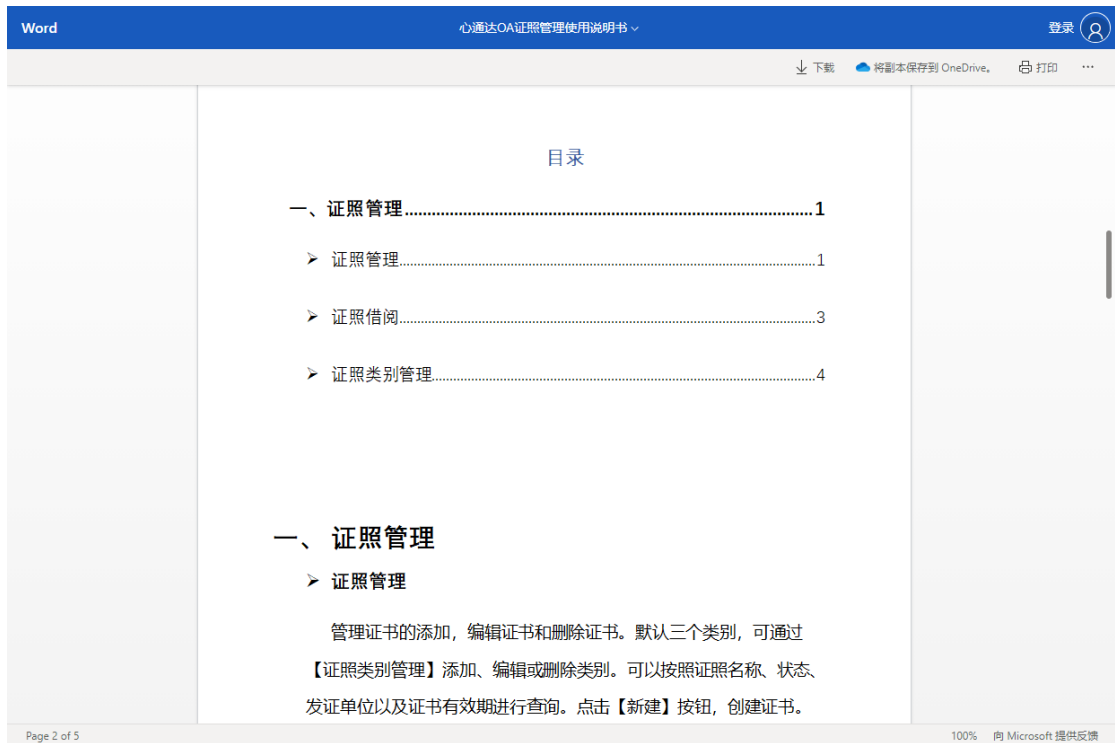 Word
心通达OA证照管理使用说明书
登录
下载
将副本保存到 OneDrive。
打印
...
目录
一、证照管理........................................................................................1
➢ 证照管理........................................................................................1
➢ 证照借阅........................................................................................3
➢ 证照类别管理........................................................................................4
一、 证照管理
➢ 证照管理
管理证书的添加，编辑证书和删除证书。默认三个类别，可通过
【证照类别管理】添加、编辑或删除类别。可以按照证照名称、状态、
发证单位以及证书有效期进行查询。点击【新建】按钮，创建证书。
Page 2 of 5
100%
向 Microsoft 提供反馈